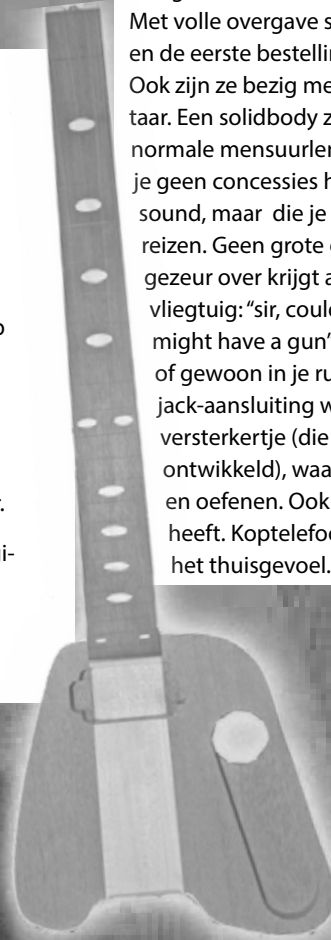 Met volle overgave s
en de eerste bestellin
Ook zijn ze bezig me
taar. Een solidbody z
normale mensuurler
je geen concessies h
sound, maar die je
reizen. Geen grote
gezeur over krijgt a
vliegtuig: “sir, coul
might have a gun”
of gewoon in je ru
jack-aansluiting w
versterkertje (die
ontwikkeld), waa
en oefenen. Ook
heeft. Koptelefo
het thuisgevoel.